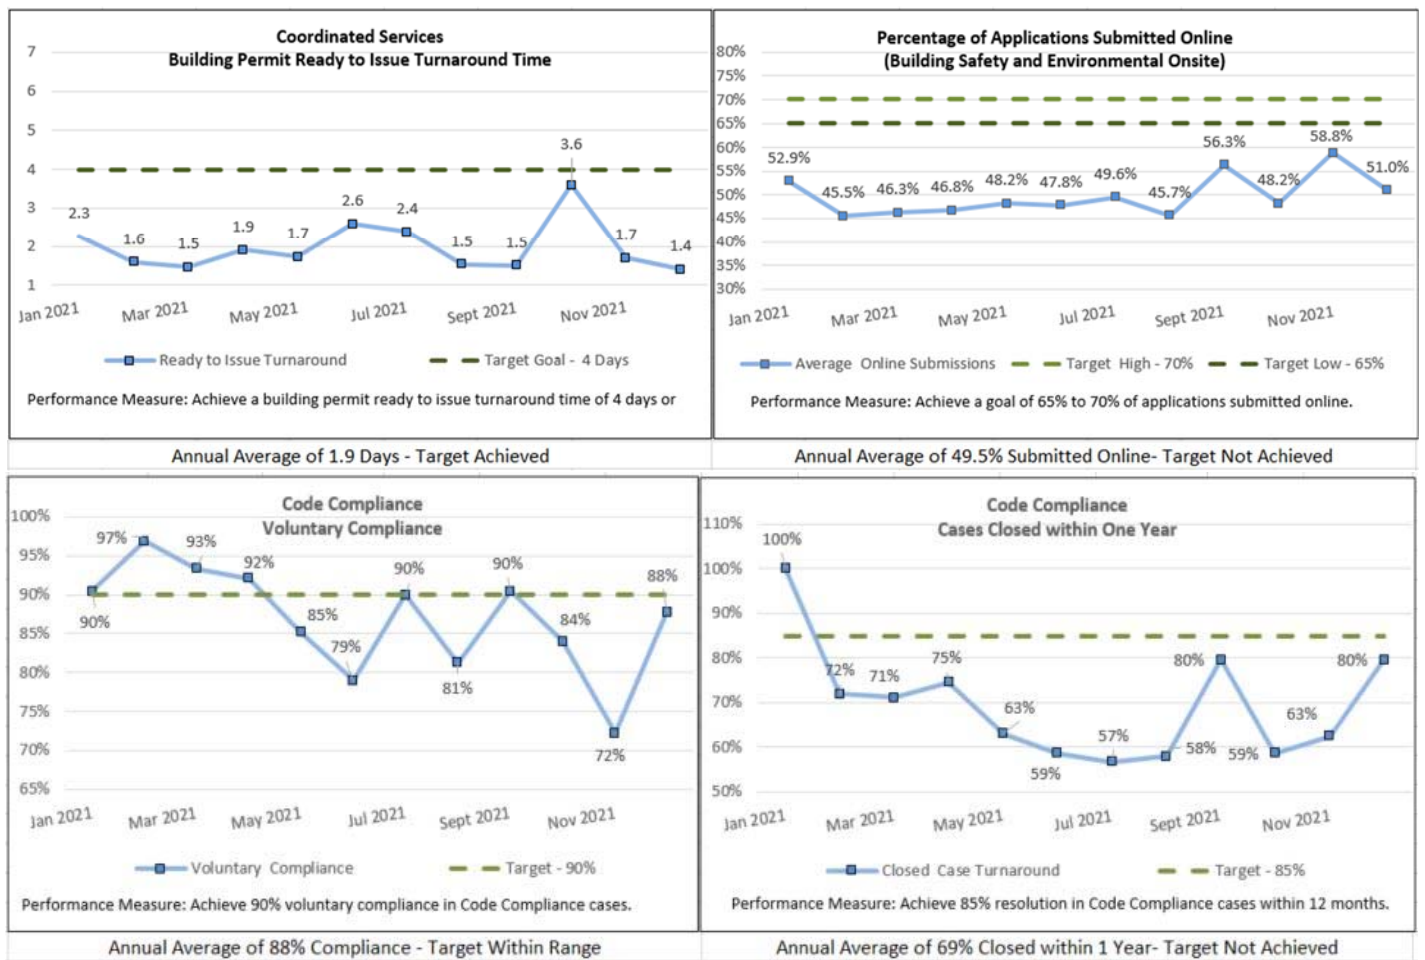 Coordinated Services
Building Permit Ready to Issue Turnaround Time
7
6
5
4
3
2
1
2.3
1.6
1.5
1.9
1.7
2.6
2.4
1.5
1.5
3.6
1.7
1.4
Jan 2021
Mar 2021
May 2021
Jul 2021
Sept 2021
Nov 2021
Ready to Issue Turnaround
Target Goal - 4 Days
Performance Measure: Achieve a building permit ready to issue turnaround time of 4 days or
Annual Average of 1.9 Days - Target Achieved
Percentage of Applications Submitted Online
(Building Safety and Environmental Onsite)
80%
75%
70%
65%
60%
55%
50%
45%
40%
35%
30%
52.9%
45.5%
46.3%
46.8%
48.2%
47.8%
49.6%
45.7%
56.3%
48.2%
58.8%
51.0%
Jan 2021
Mar 2021
May 2021
Jul 2021
Sept 2021
Nov 2021
Average Online Submissions
Target High - 70%
Target Low - 65%
Performance Measure: Achieve a goal of 65% to 70% of applications submitted online.
Annual Average of 49.5% Submitted Online- Target Not Achieved
Code Compliance
Voluntary Compliance
100%
95%
90%
85%
80%
75%
70%
65%
90%
97%
93%
92%
85%
79%
90%
81%
90%
84%
72%
88%
Jan 2021
Mar 2021
May 2021
Jul 2021
Sept 2021
Nov 2021
Voluntary Compliance
Target - 90%
Performance Measure: Achieve 90% voluntary compliance in Code Compliance cases.
Annual Average of 88% Compliance - Target Within Range
Code Compliance
Cases Closed within One Year
110%
100%
90%
80%
70%
60%
50%
100%
72%
71%
75%
63%
59%
57%
58%
80%
59%
63%
80%
Jan 2021
Mar 2021
May 2021
Jul 2021
Sept 2021
Nov 2021
Closed Case Turnaround
Target - 85%
Performance Measure: Achieve 85% resolution in Code Compliance cases within 12 months.
Annual Average of 69% Closed within 1 Year- Target Not Achieved